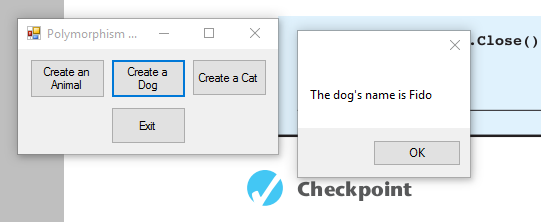 Polymorphism ...
Create an
Animal
Create a
Dog
Create a Cat
Exit
.Close()
The dog's name is Fido
OK
Checkpoint